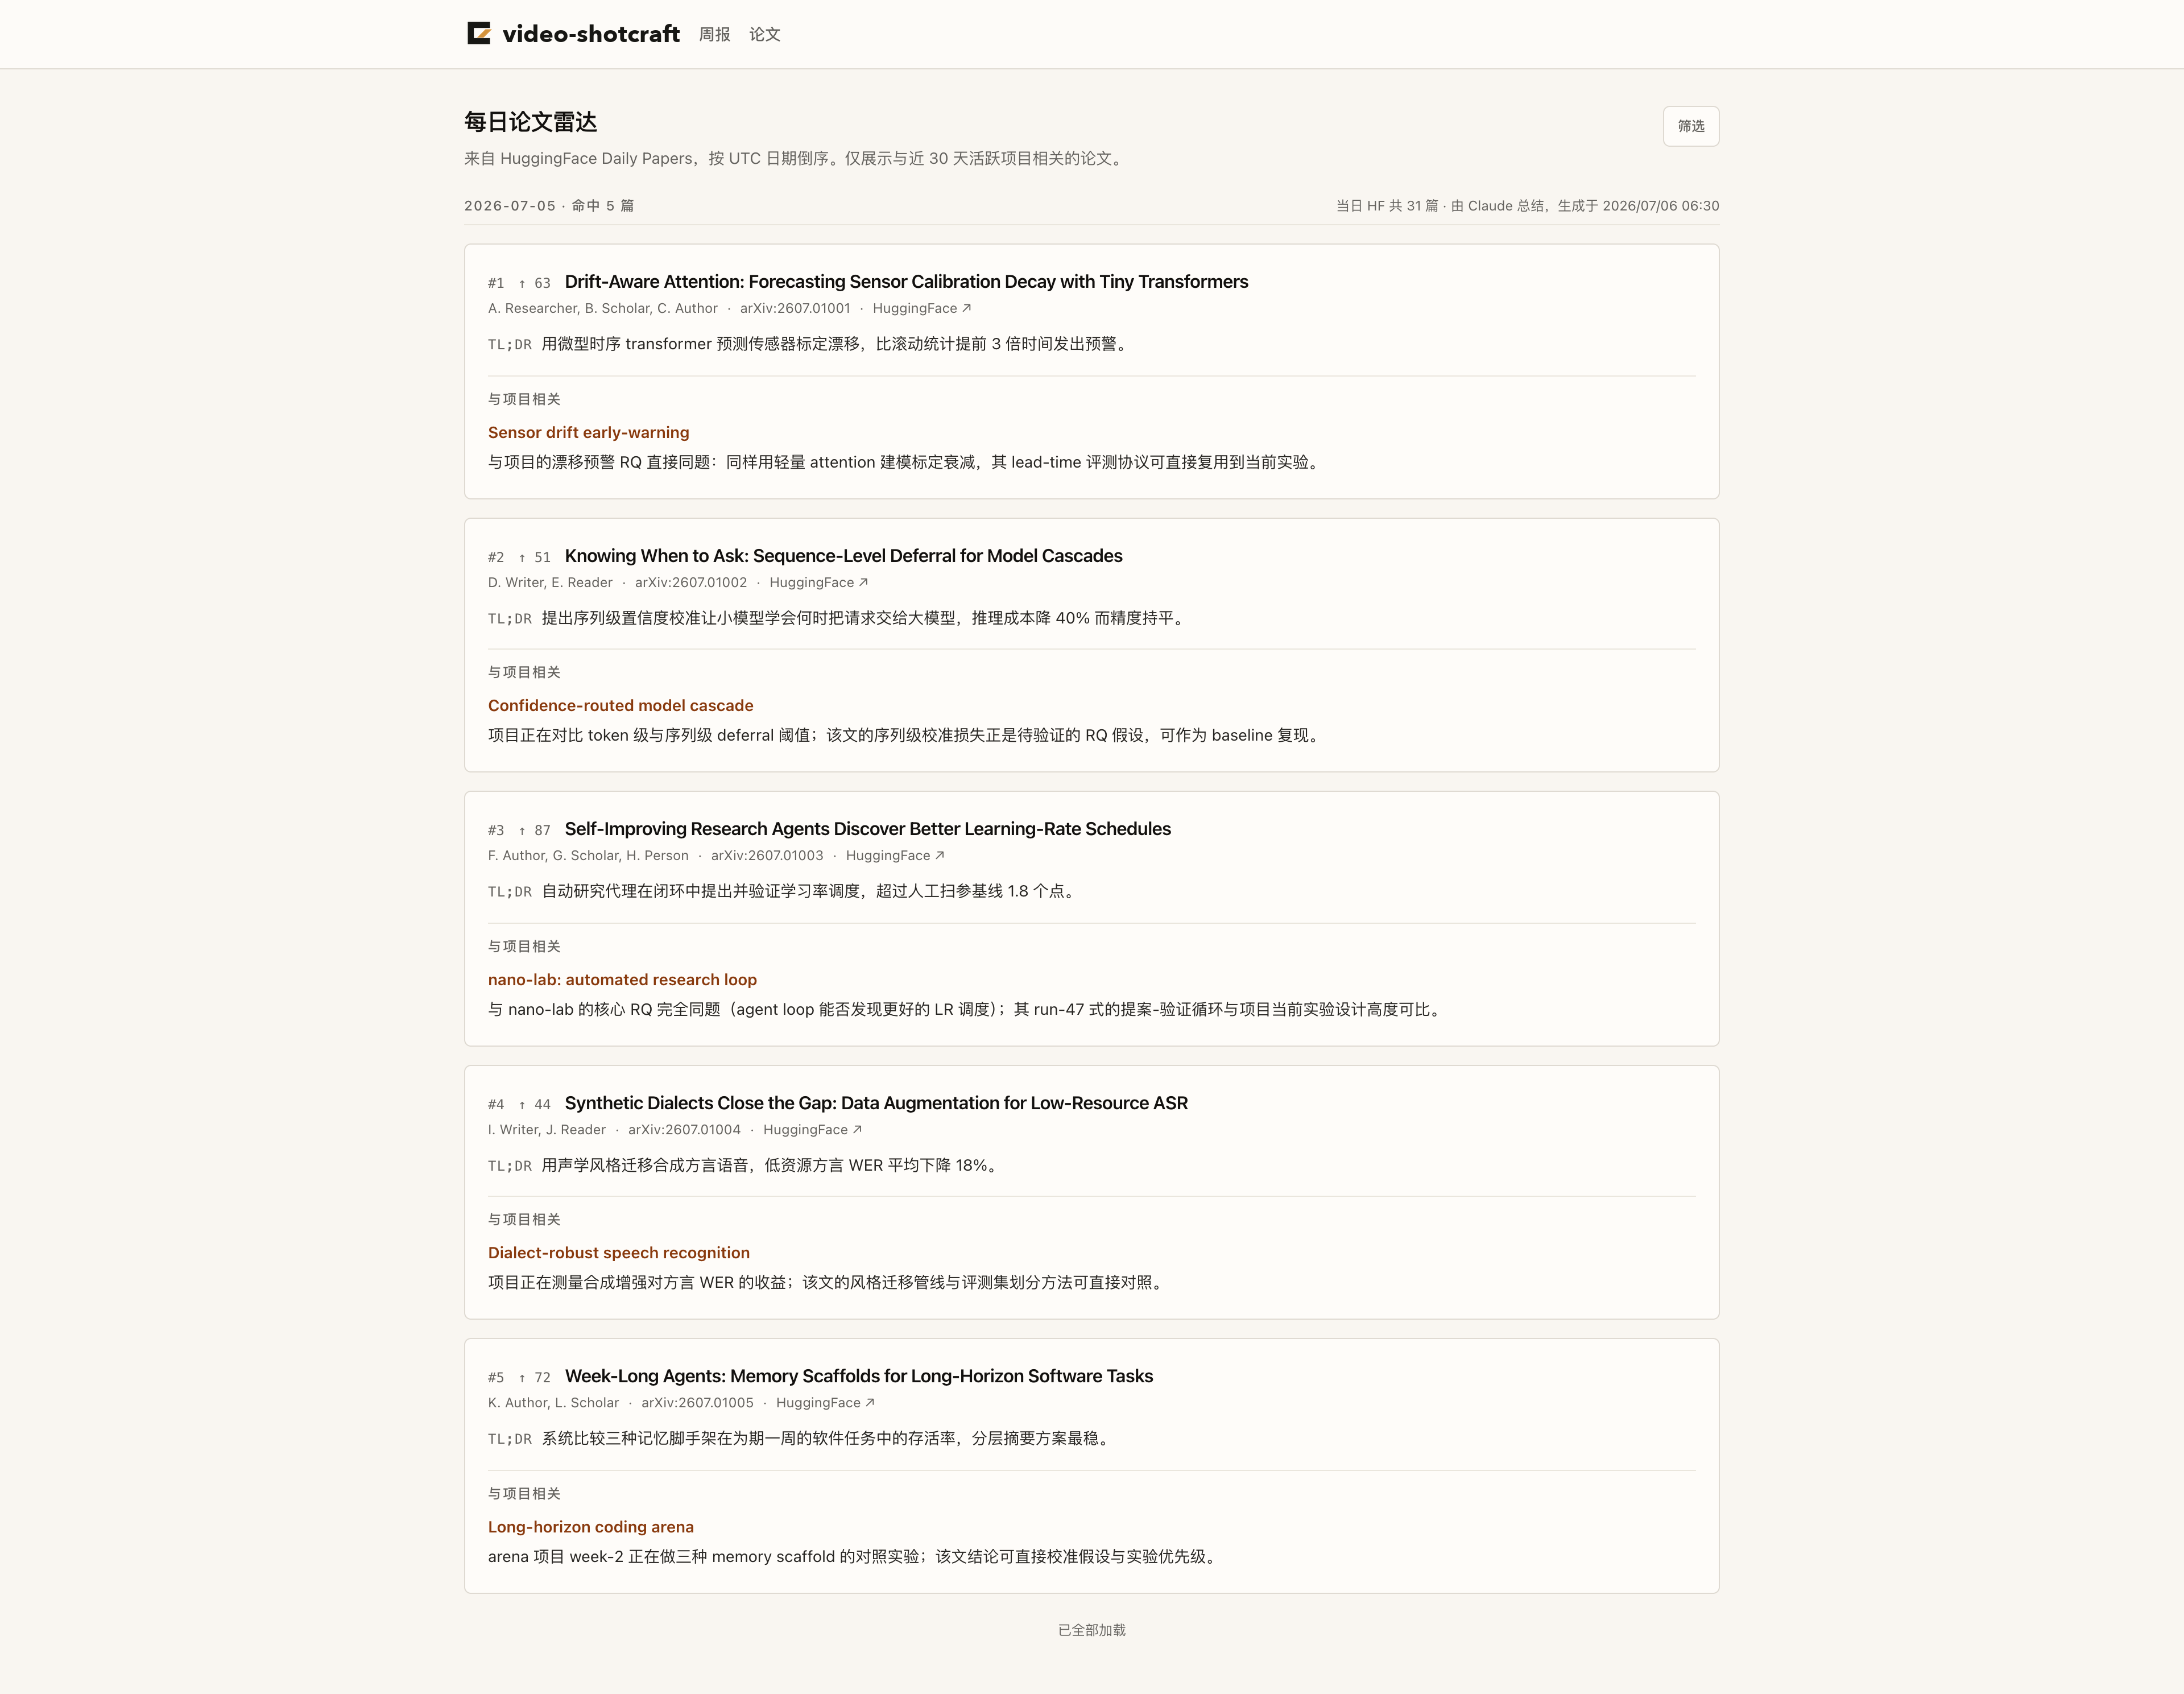 video-shotcraft 周报 论文
每日论文雷达
筛选
来自 HuggingFace Daily Papers，按 UTC 日期倒序。仅展示与近 30 天活跃项目相关的论文。
2026-07-05 · 命中 5 篇
当日 HF 共 31 篇 · 由 Claude 总结，生成于 2026/07/06 06:30
#1 ↑ 63 Drift-Aware Attention: Forecasting Sensor Calibration Decay with Tiny Transformers
A. Researcher, B. Scholar, C. Author · arXiv:2607.01001 · HuggingFace ↗
TL;DR 用微型时序 transformer 预测传感器标定漂移，比滚动统计提前 3 倍时间发出预警。
与项目相关
Sensor drift early-warning
与项目的漂移预警 RQ 直接同题：同样用轻量 attention 建模标定衰减，其 lead-time 评测协议可直接复用到当前实验。
#2 ↑ 51 Knowing When to Ask: Sequence-Level Deferral for Model Cascades
D. Writer, E. Reader · arXiv:2607.01002 · HuggingFace ↗
TL;DR 提出序列级置信度校准让小模型学会何时把请求交给大模型，推理成本降 40% 而精度持平。
与项目相关
Confidence-routed model cascade
项目正在对比 token 级与序列级 deferral 阈值；该文的序列级校准损失正是待验证的 RQ 假设，可作为 baseline 复现。
#3 ↑ 87 Self-Improving Research Agents Discover Better Learning-Rate Schedules
F. Author, G. Scholar, H. Person · arXiv:2607.01003 · HuggingFace ↗
TL;DR 自动研究代理在闭环中提出并验证学习率调度，超过人工扫参基线 1.8 个点。
与项目相关
nano-lab: automated research loop
与 nano-lab 的核心 RQ 完全同题（agent loop 能否发现更好的 LR 调度）；其 run-47 式的提案-验证循环与项目当前实验设计高度可比。
#4 ↑ 44 Synthetic Dialects Close the Gap: Data Augmentation for Low-Resource ASR
I. Writer, J. Reader · arXiv:2607.01004 · HuggingFace ↗
TL;DR 用声学风格迁移合成方言语音，低资源方言 WER 平均下降 18%。
与项目相关
Dialect-robust speech recognition
项目正在测量合成增强对方言 WER 的收益；该文的风格迁移管线与评测集划分方法可直接对照。
#5 ↑ 72 Week-Long Agents: Memory Scaffolds for Long-Horizon Software Tasks
K. Author, L. Scholar · arXiv:2607.01005 · HuggingFace ↗
TL;DR 系统比较三种记忆脚手架在为期一周的软件任务中的存活率，分层摘要方案最稳。
与项目相关
Long-horizon coding arena
arena 项目 week-2 正在做三种 memory scaffold 的对照实验；该文结论可直接校准假设与实验优先级。
已全部加载